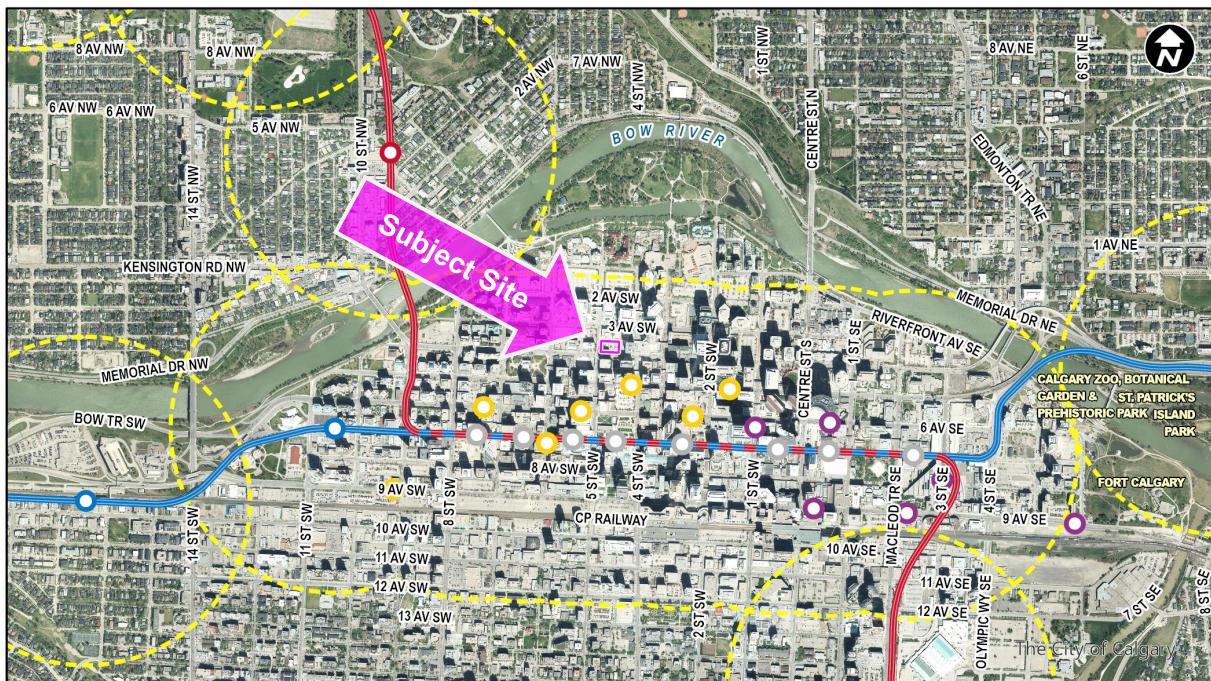 8 AV NW
8 AV NW
7 AV NW
8 AV NE
6 AV NW
6 AV NW
5 AV NW
2 AV NW
4 ST NW
1 ST NW
6 ST NE
N
10 ST NW
14 ST NW
BOW RIVER
CENTRE ST N
EDMONTON TR NE
1 AV NE
KENSINGTON RD NW
Subject Site
2 AV SW
3 AV SW
MEMORIAL DR NE
RIVERFRONT AV SE
1 ST SE
2 ST SW
CENTRE ST S
MEMORIAL DR NW
BOW TR SW
CALGARY ZOO, BOTANICAL
GARDEN & ST. PATRICK'S
PREHISTORIC PARK ISLAND
PARK
6 AV SE
8 AV SW
9 AV SW
8 ST SW
5 ST SW
4 ST SW
1 ST SW
3 ST SE
4 ST SE
FORT CALGARY
CP RAILWAY
9 AV SE
14 ST SW
11 ST SW
10 AV SW
11 AV SW
12 AV SW
13 AV SW
2 ST SW
MACLEOD TR SE
10 AV SE
11 AV SE
12 AV SE
OLYMPIC WY SE
7 ST SE
8 ST SE
The City of Calgary